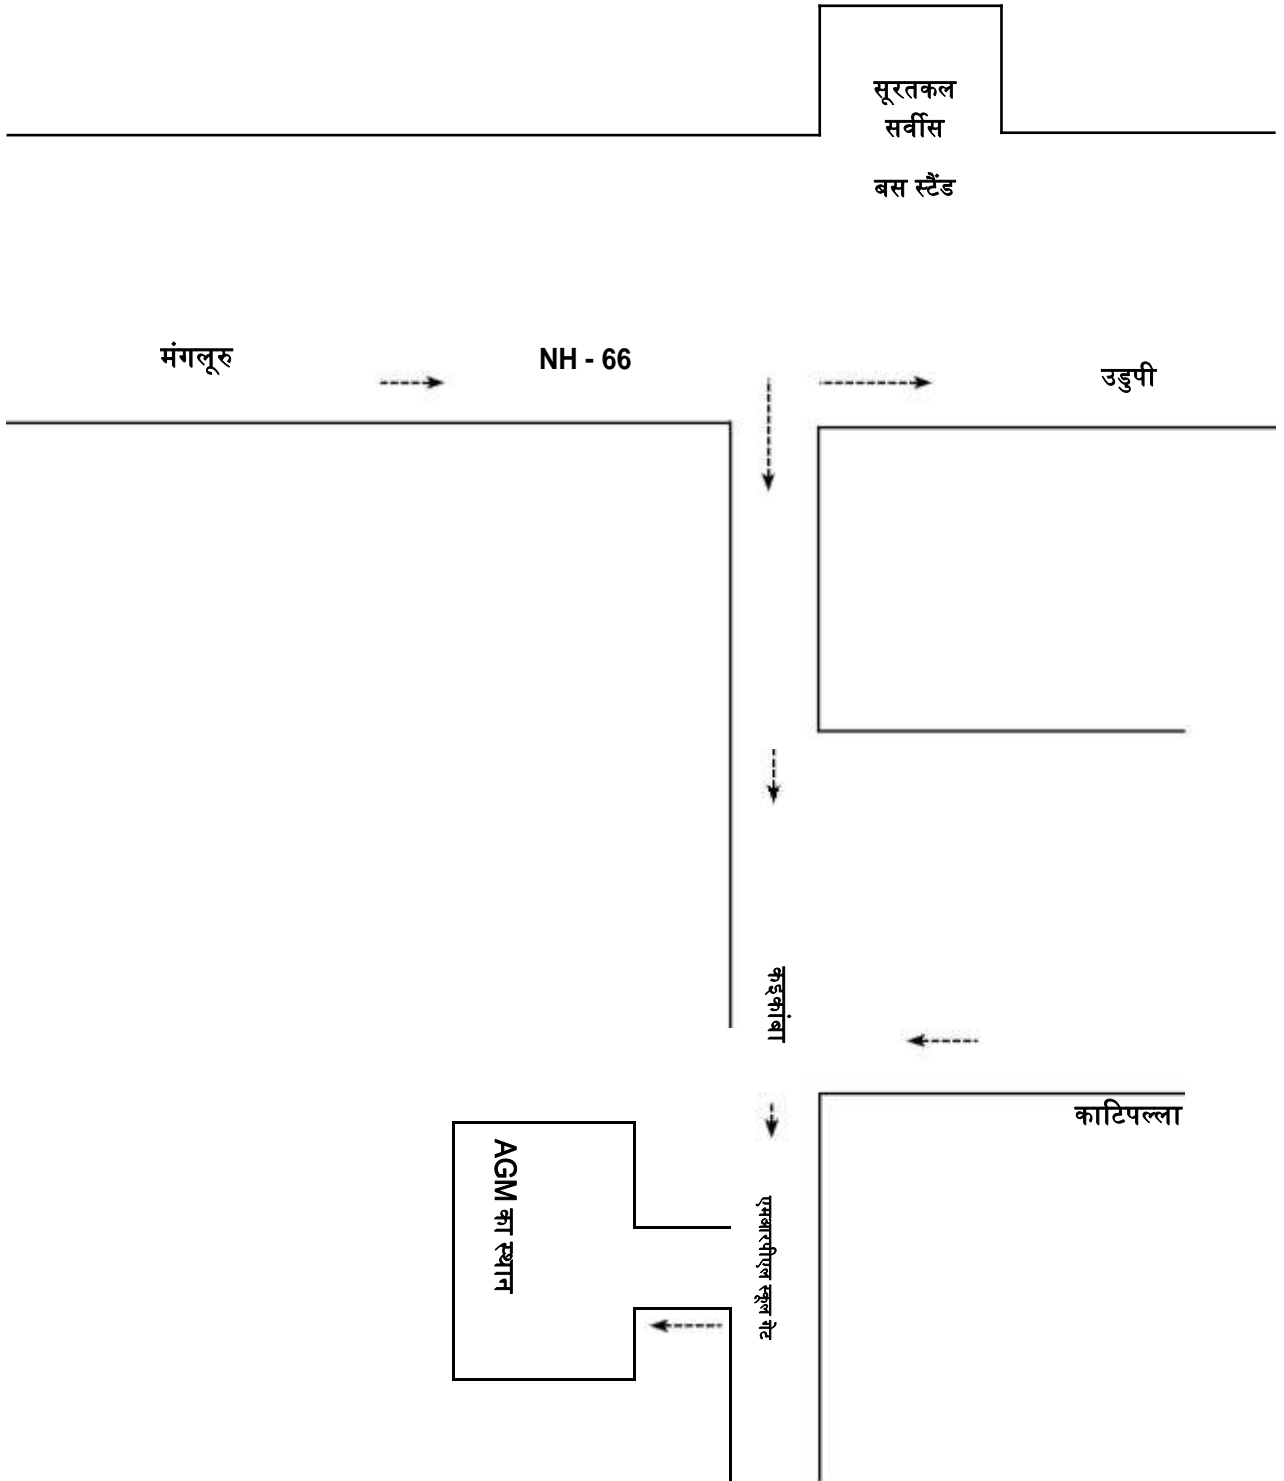 सूरतकल
सर्वीस
बस स्टैंड
मंगलूरु
NH - 66
उडुपी
कड्कांबा
काटिपल्ला
AGM का स्थान
एमआरपीएल स्कूल गेट